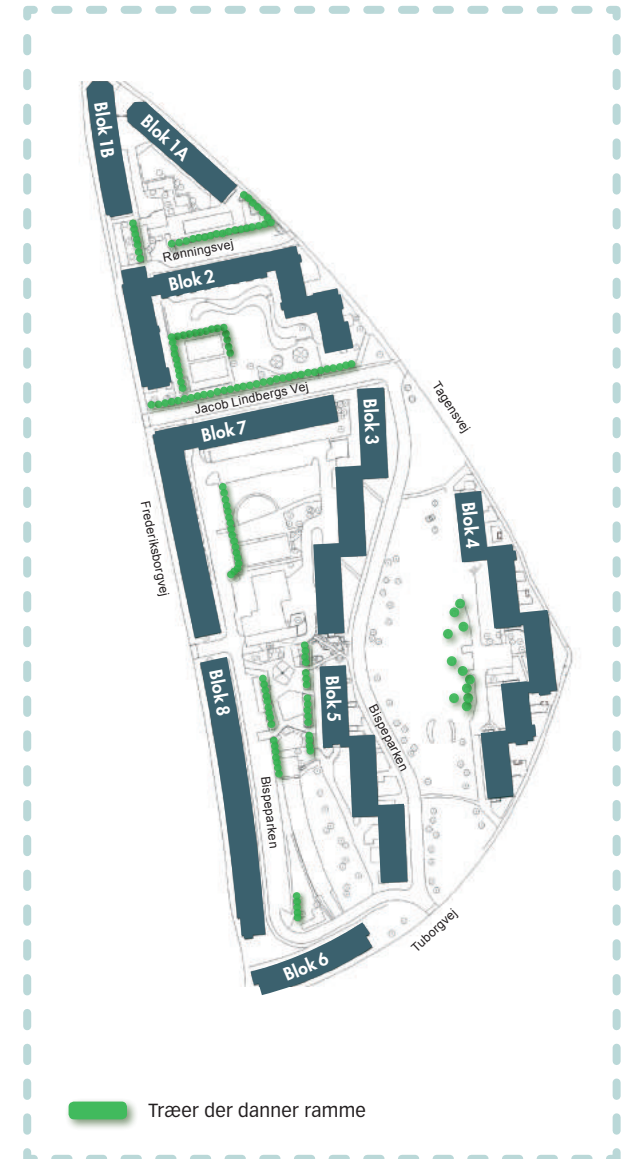 Blok 1B
Blok 1A
Rønningsvej
Blok 2
Jacob Lindbergs Vej
Tagensvej
Blok 7
Blok 3
Frederiksborgvej
Blok 4
Blok 8
Blok 5
Bispeparken
Bispeparken
Tuborgvej
Blok 6
Træer der danner ramme